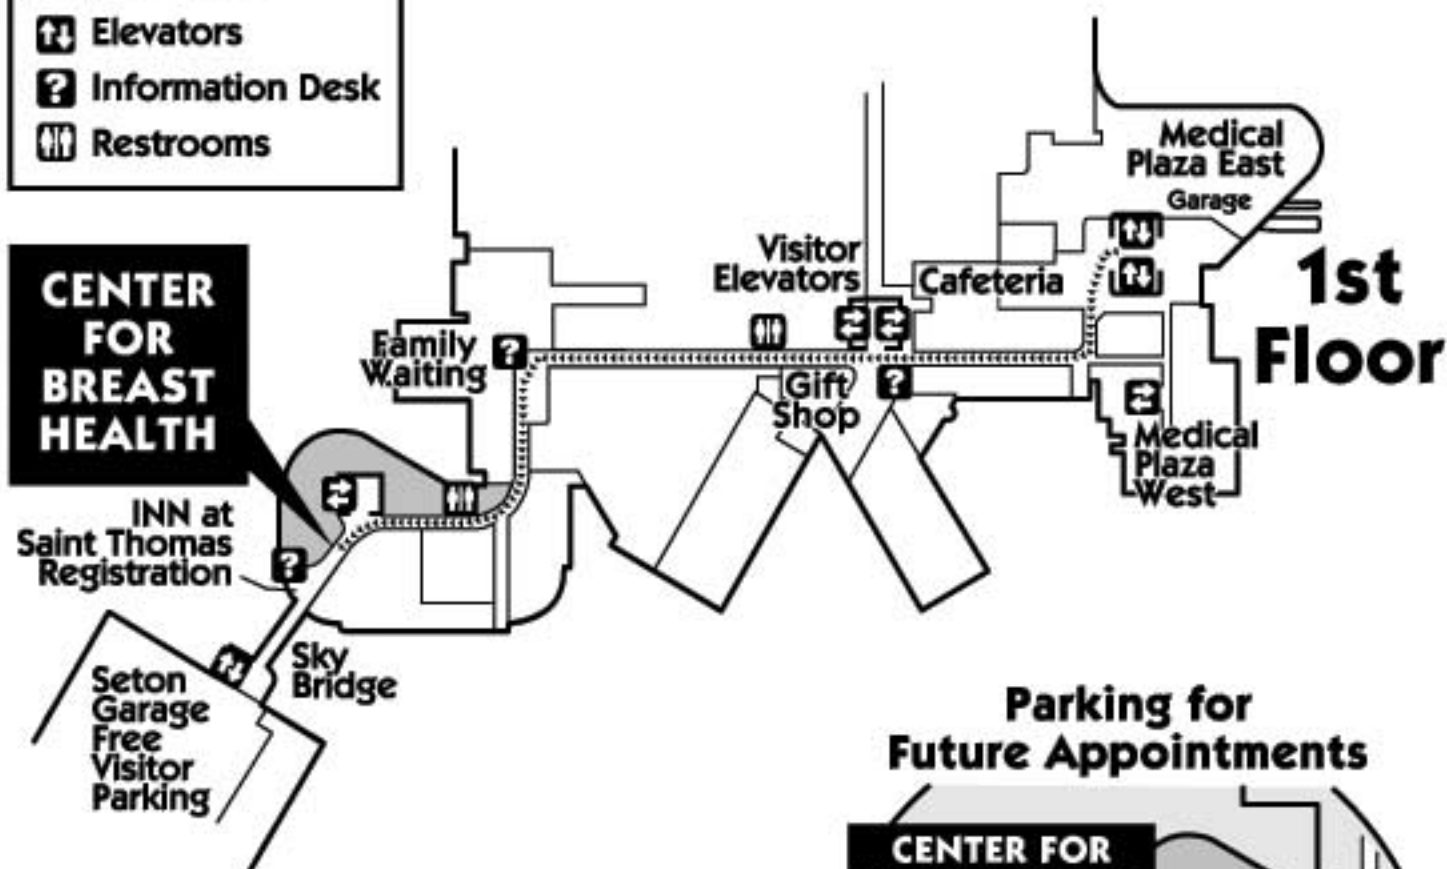 Elevators
Information Desk
Restrooms
CENTER
FOR
BREAST
HEALTH
Medical
Plaza East
Garage
1st
Floor
Visitor
Elevators
Cafeteria
Family
Waiting
?
Gift
Shop
?
Medical
Plaza
West
INN at
Saint Thomas
Registration
?
Sky
Bridge
Seton
Garage
Free
Visitor
Parking
Parking for
Future Appointments
CENTER FOR